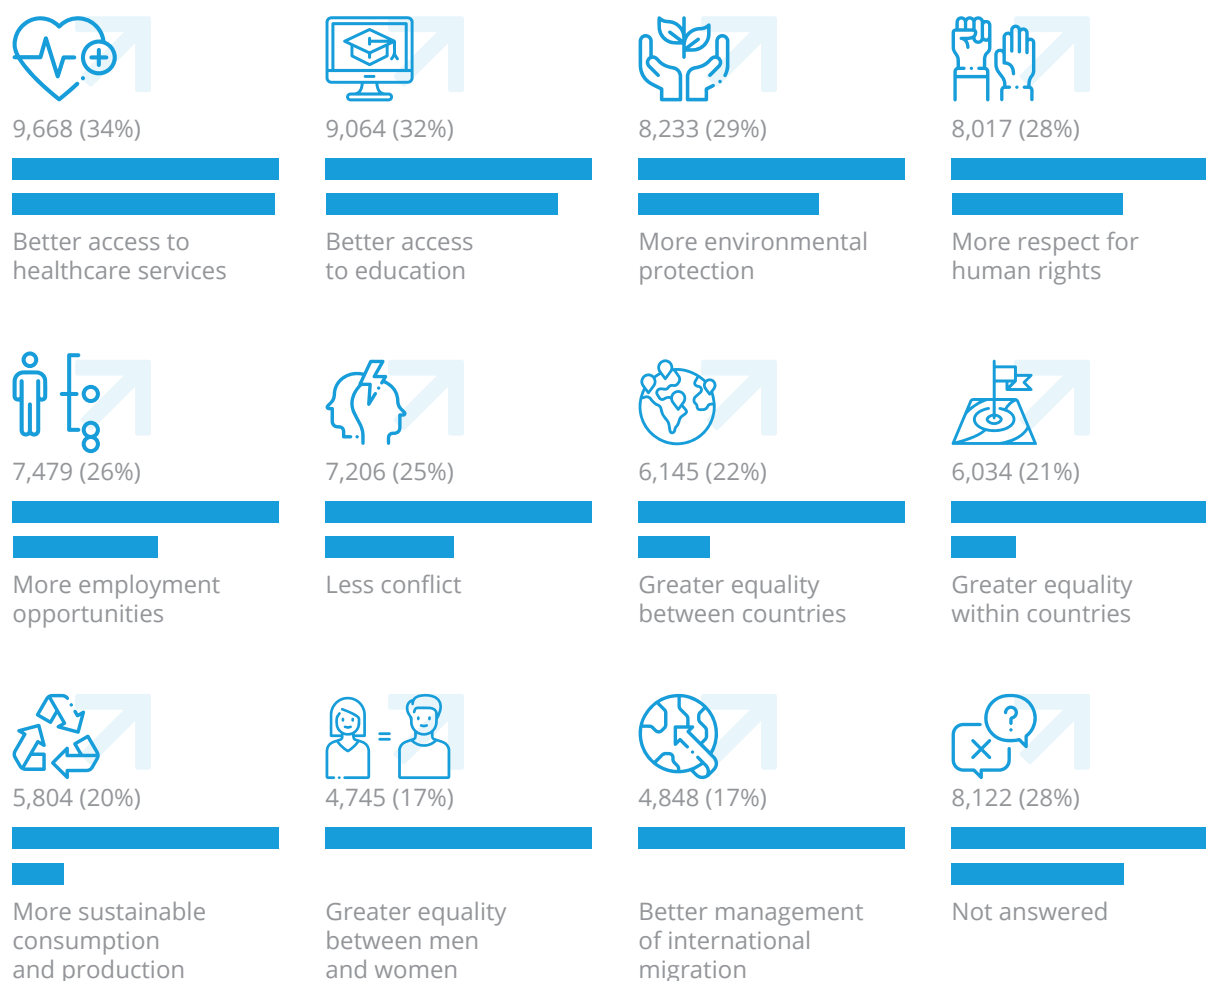 9,668 (34%)
Better access to
healthcare services
9,064 (32%)
Better access
to education
8,233 (29%)
More environmental
protection
8,017 (28%)
More respect for
human rights
7,479 (26%)
More employment
opportunities
7,206 (25%)
Less conflict
6,145 (22%)
Greater equality
between countries
6,034 (21%)
Greater equality
within countries
5,804 (20%)
More sustainable
consumption
and production
4,745 (17%)
Greater equality
between men
and women
4,848 (17%)
Better management
of international
migration
8,122 (28%)
Not answered